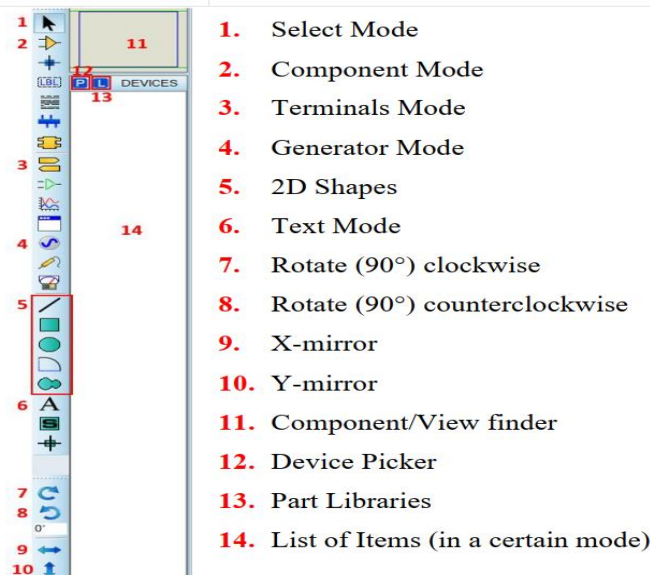 1
2
11
12
LBL
P L DEVICES
13
3
14
4
5
6
A
S
7
8
0°
9
10
1. Select Mode
2. Component Mode
3. Terminals Mode
4. Generator Mode
5. 2D Shapes
6. Text Mode
7. Rotate (90°) clockwise
8. Rotate (90°) counterclockwise
9. X-mirror
10. Y-mirror
11. Component/View finder
12. Device Picker
13. Part Libraries
14. List of Items (in a certain mode)